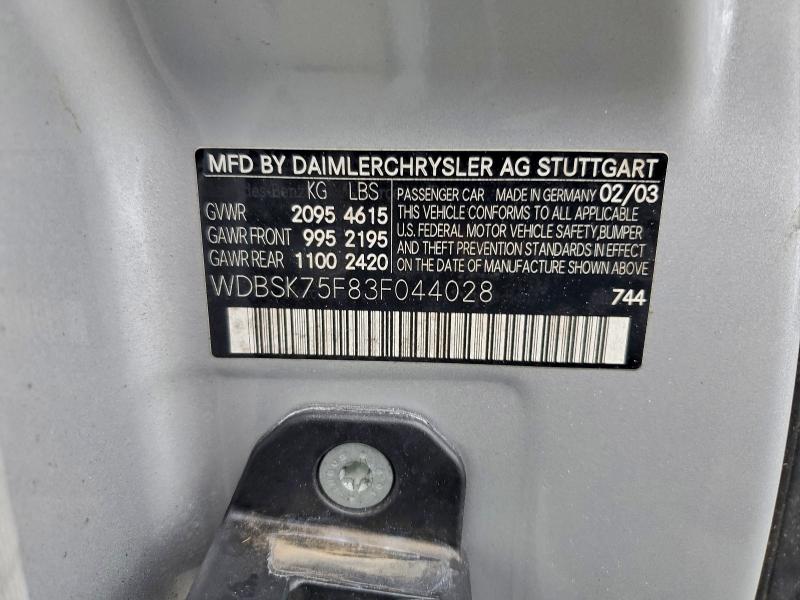 MFD BY DAIMLERCHRYSLER AG STUTTGART
KG LBS
GVWR 2095 4615
GAWR FRONT 995 2195
GAWR REAR 1100 2420
PASSENGER CAR MADE IN GERMANY 02/03
THIS VEHICLE CONFORMS TO ALL APPLICABLE
U.S. FEDERAL MOTOR VEHICLE SAFETY,BUMPER
AND THEFT PREVENTION STANDARDS IN EFFECT
ON THE DATE OF MANUFACTURE SHOWN ABOVE
WDBSK75F83F044028
744